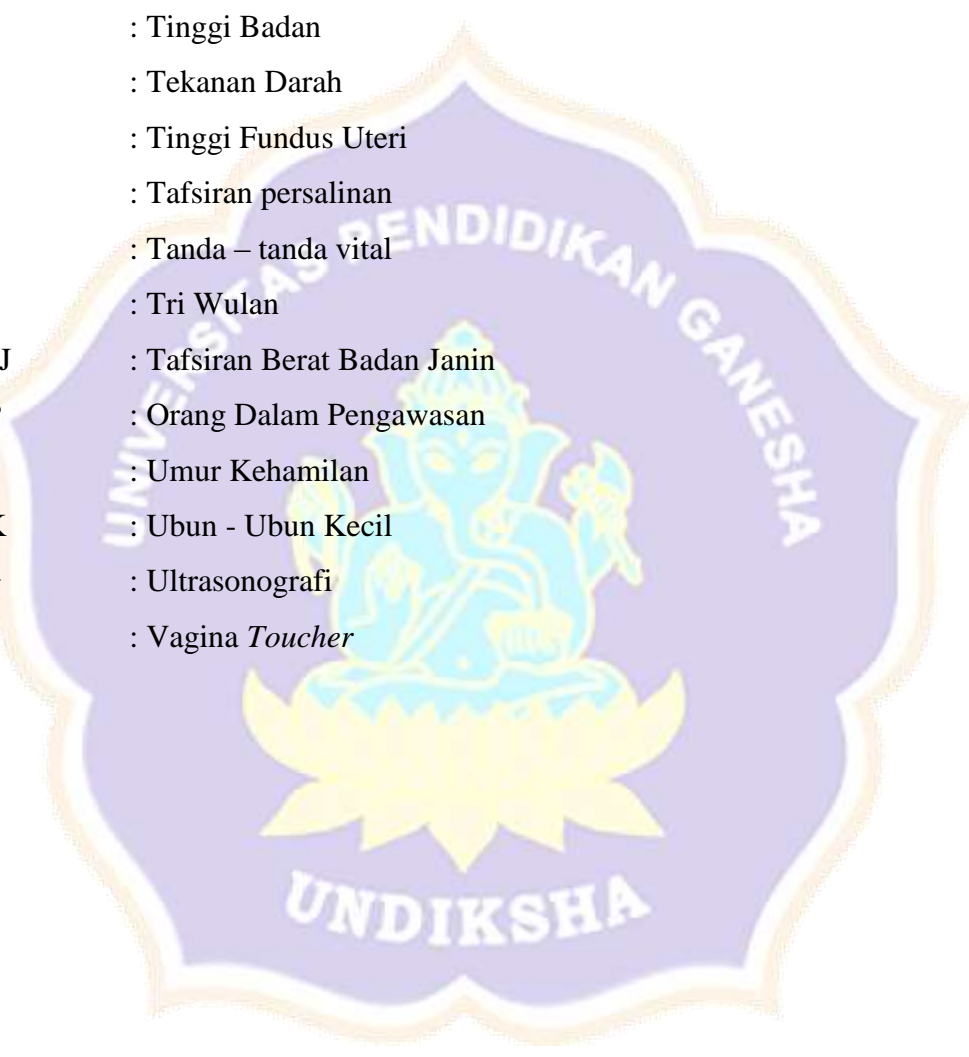 : Tinggi Badan
: Tekanan Darah
: Tinggi Fundus Uteri
: Tafsiran persalinan
: Tanda – tanda vital
: Tri Wulan
J : Tafsiran Berat Badan Janin
: Orang Dalam Pengawasan
: Umur Kehamilan
K : Ubun - Ubun Kecil
: Ultrasonografi
: Vagina Toucher
UNIVERSITAS PENDIDIKAN GANESHA
UNDIKSHA